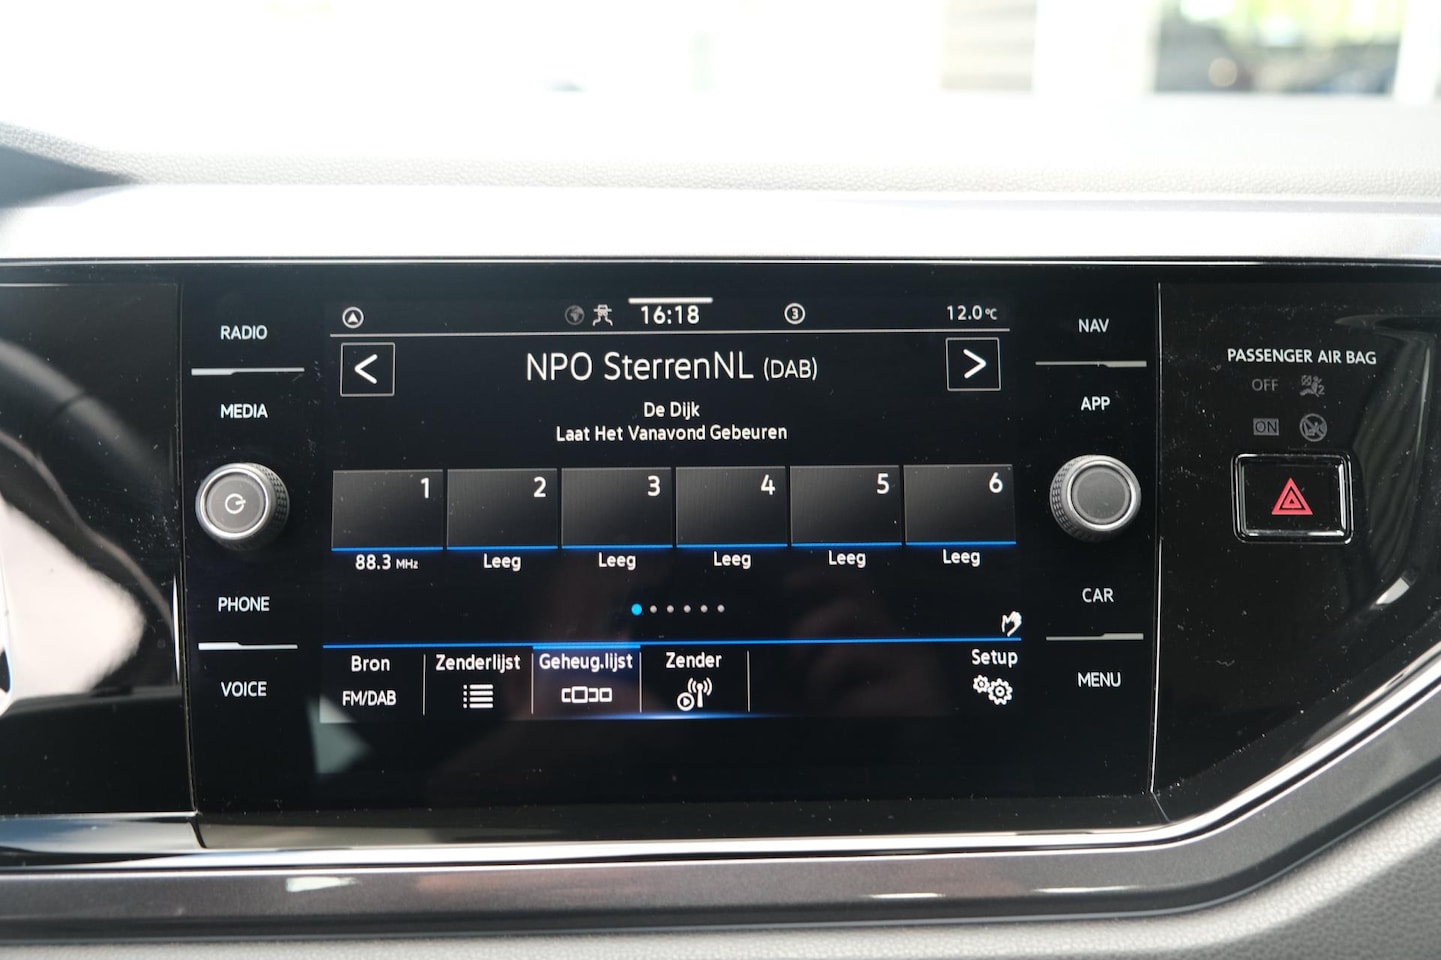 RADIO
MEDIA
PHONE
VOICE
16:18
3
12.0°C
<
NPO SterrenNL (DAB)
>
De Dijk
Laat Het Vanavond Gebeuren
1 2 3 4 5 6
88.3 MHz Leeg Leeg Leeg Leeg Leeg
Bron Zenderlijst Geheug.lijst Zender Setup
FM/DAB
NAV
APP
CAR
MENU
PASSENGER AIR BAG
OFF 2
ON